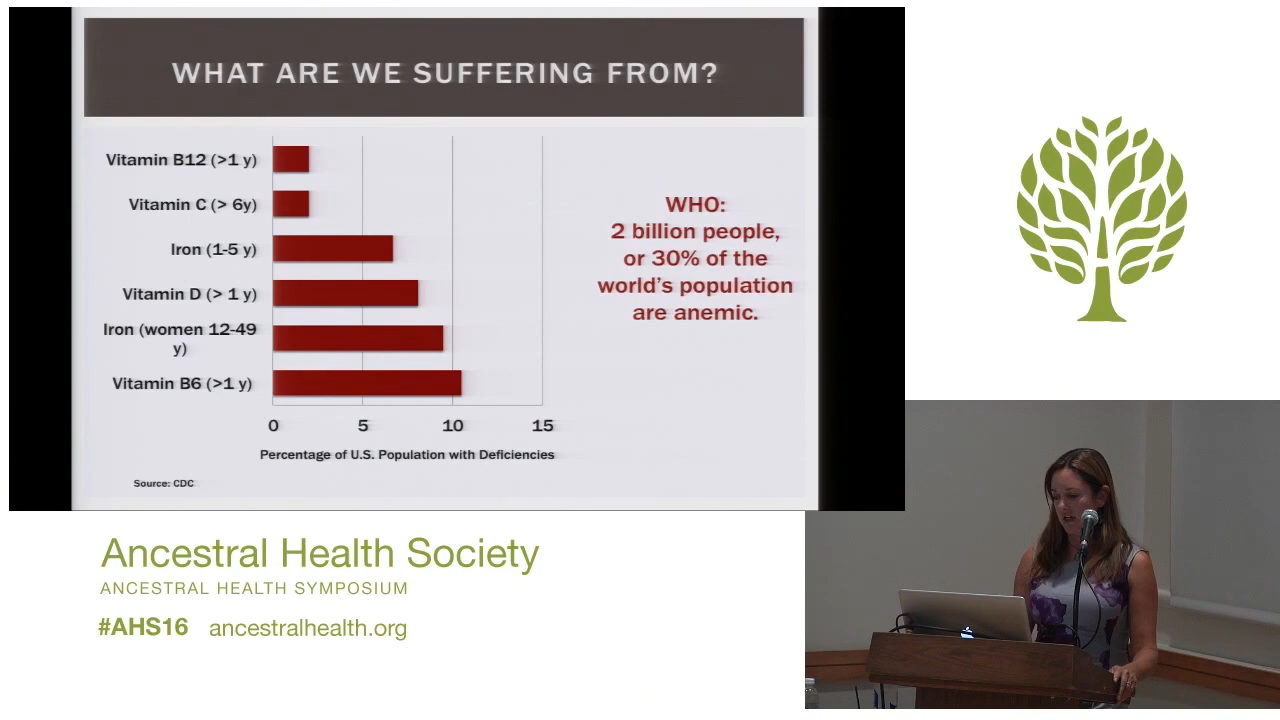 WHAT ARE WE SUFFERING FROM?
Vitamin B12 (>1 y)
Vitamin C (> 6y)
Iron (1-5 y)
Vitamin D (> 1 y)
Iron (women 12-49
y)
Vitamin B6 (>1 y)
0 5 10 15
Percentage of U.S. Population with Deficiencies
Source: CDC
WHO:
2 billion people,
or 30% of the
world's population
are anemic.
Ancestral Health Society
ANCESTRAL HEALTH SYMPOSIUM
#AHS16 ancestralhealth.org